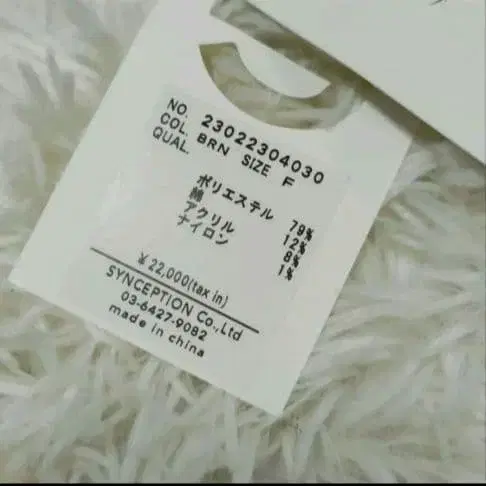 NO. 23022304030
COL. BRN SIZE F
QUAL.
ポリエステル 79%
綿 12%
アクリル 8%
ナイロン 1%
¥22,000(tax in)
SYNCEPTION Co.,Ltd
03-6427-9082
made in china